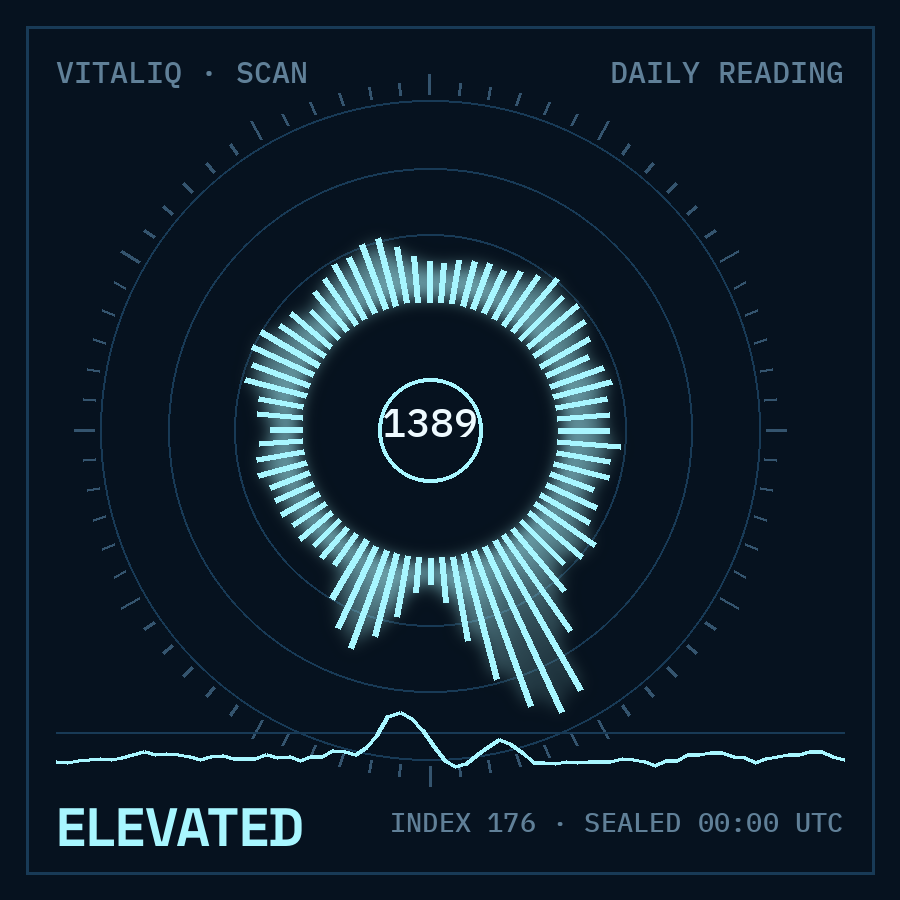 VITALIQ · SCAN
DAILY READING
1389
ELEVATED
INDEX 176 · SEALED 00:00 UTC